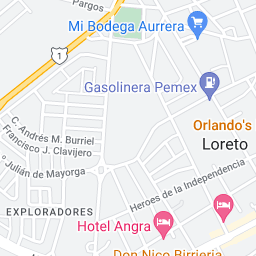 Pargos
Mi Bodega Aurrera
1
Gasolinera Pemex
Orlando's
Loreto
C. Andrés M. Burriel
Francisco J. Clavijero
Julián de Mayorga
Heroes de la Independencia
EXPLORADORES
Hotel Angra
Don Nico Birrieria